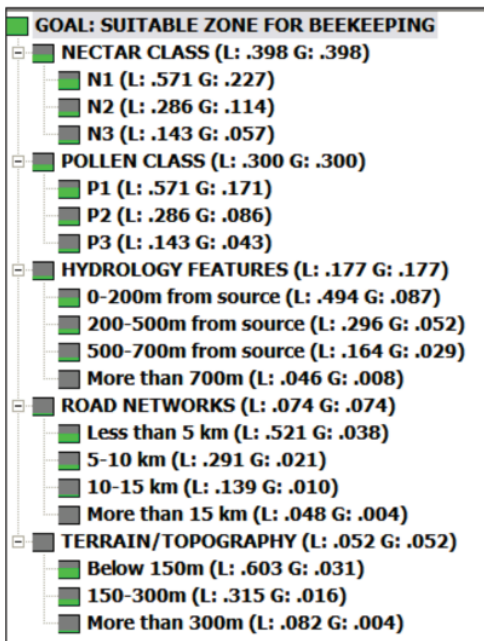 GOAL: SUITABLE ZONE FOR BEEKEEPING
NECTAR CLASS (L: .398 G: .398)
N1 (L: .571 G: .227)
N2 (L: .286 G: .114)
N3 (L: .143 G: .057)
POLLEN CLASS (L: .300 G: .300)
P1 (L: .571 G: .171)
P2 (L: .286 G: .086)
P3 (L: .143 G: .043)
HYDROLOGY FEATURES (L: .177 G: .177)
0-200m from source (L: .494 G: .087)
200-500m from source (L: .296 G: .052)
500-700m from source (L: .164 G: .029)
More than 700m (L: .046 G: .008)
ROAD NETWORKS (L: .074 G: .074)
Less than 5 km (L: .521 G: .038)
5-10 km (L: .291 G: .021)
10-15 km (L: .139 G: .010)
More than 15 km (L: .048 G: .004)
TERRAIN/TOPOGRAPHY (L: .052 G: .052)
Below 150m (L: .603 G: .031)
150-300m (L: .315 G: .016)
More than 300m (L: .082 G: .004)